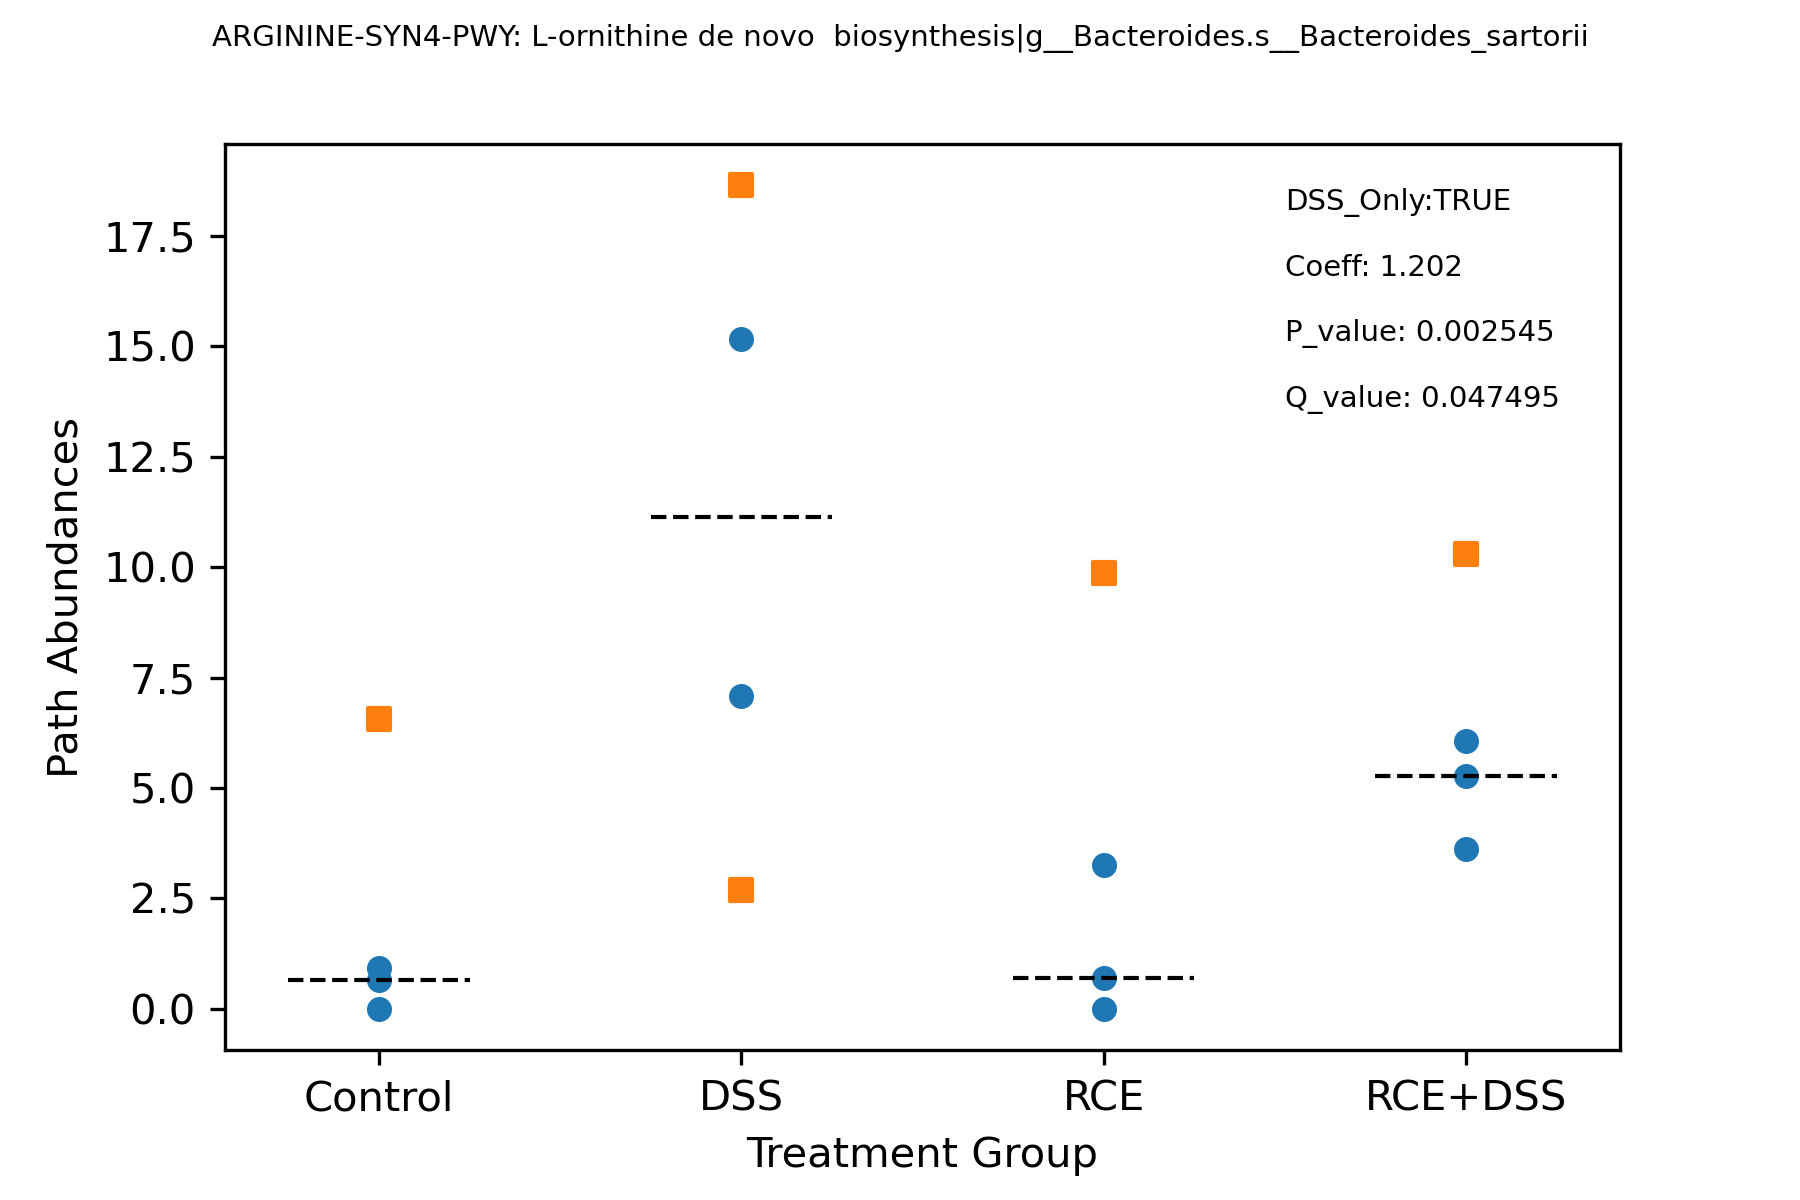 ARGININE-SYN4-PWY: L-ornithine de novo  biosynthesis|g__Bacteroides.s__Bacteroides_sartorii
DSS_Only:TRUE
Coeff: 1.202
P_value: 0.002545
Q_value: 0.047495
Path Abundances
17.5
15.0
12.5
10.0
7.5
5.0
2.5
0.0
Control DSS RCE RCE+DSS
Treatment Group